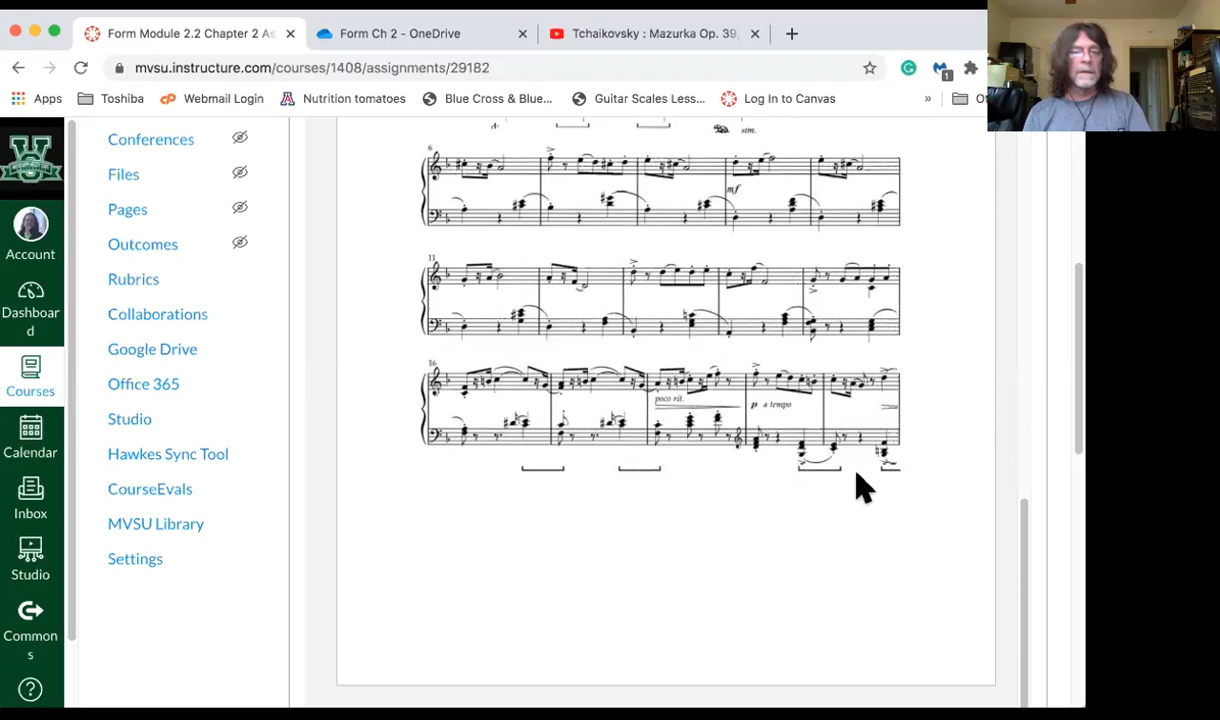 Form Module 2.2 Chapter 2 As
Form Ch 2 - OneDrive
Tchaikovsky : Mazurka Op. 39,
mvsu.instructure.com/courses/1408/assignments/29182
1
Apps
Toshiba
Webmail Login
Nutrition tomatoes
Blue Cross & Blue...
Guitar Scales Less...
Log In to Canvas
»
Account
Dashboar
d
Courses
Calendar
Inbox
Studio
Common
s
Conferences
Files
Pages
Outcomes
Rubrics
Collaborations
Google Drive
Office 365
Studio
Hawkes Sync Tool
CourseEvals
MVSU Library
Settings
sim.
6
mf
11
16
poco rit.
p a tempo